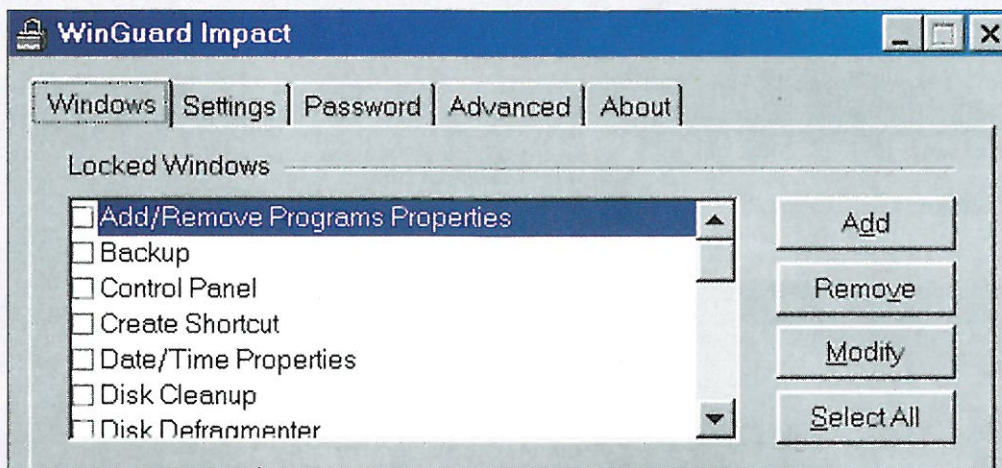 WinGuard Impact
Windows Settings Password Advanced About
Locked Windows
Add/Remove Programs Properties
Backup
Control Panel
Create Shortcut
Date/Time Properties
Disk Cleanup
Disk Defragmenter
Add
Remove
Modify
Select All